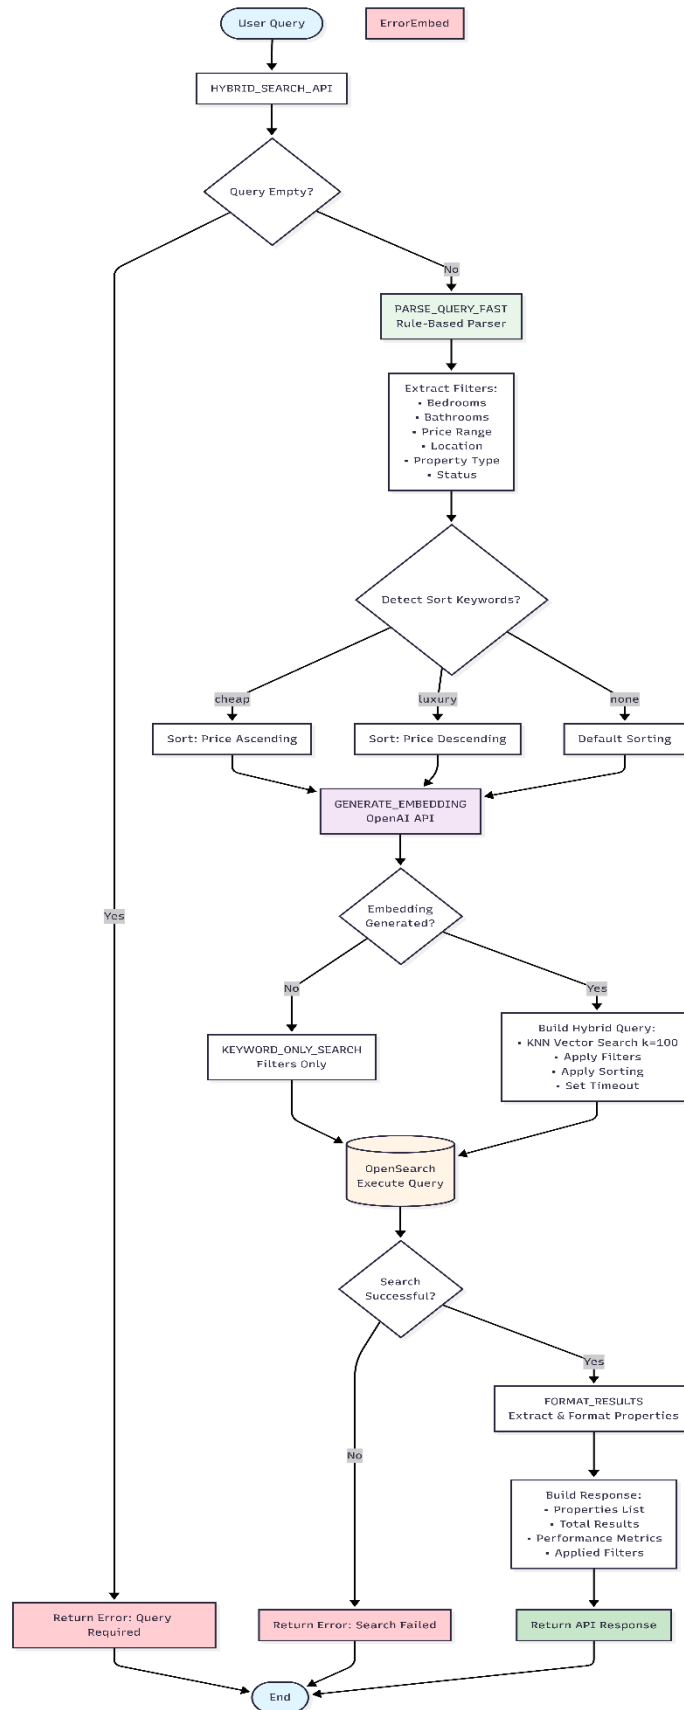 User Query
ErrorEmbed
HYBRID_SEARCH_API
Query Empty?
No
PARSE_QUERY_FAST
Rule-Based Parser
Extract Filters:
• Bedrooms
• Bathrooms
• Price Range
• Location
• Property Type
• Status
Detect Sort Keywords?
cheap
luxury
none
Sort: Price Ascending
Sort: Price Descending
Default Sorting
GENERATE_EMBEDDING
OpenAI API
Yes
Embedding
Generated?
No
Yes
KEYWORD_ONLY_SEARCH
Filters Only
Build Hybrid Query:
• KNN Vector Search k=100
• Apply Filters
• Apply Sorting
• Set Timeout
OpenSearch
Execute Query
Search
Successful?
Yes
No
FORMAT_RESULTS
Extract & Format Properties
Build Response:
• Properties List
• Total Results
• Performance Metrics
• Applied Filters
Return Error: Query
Required
Return Error: Search Failed
Return API Response
End